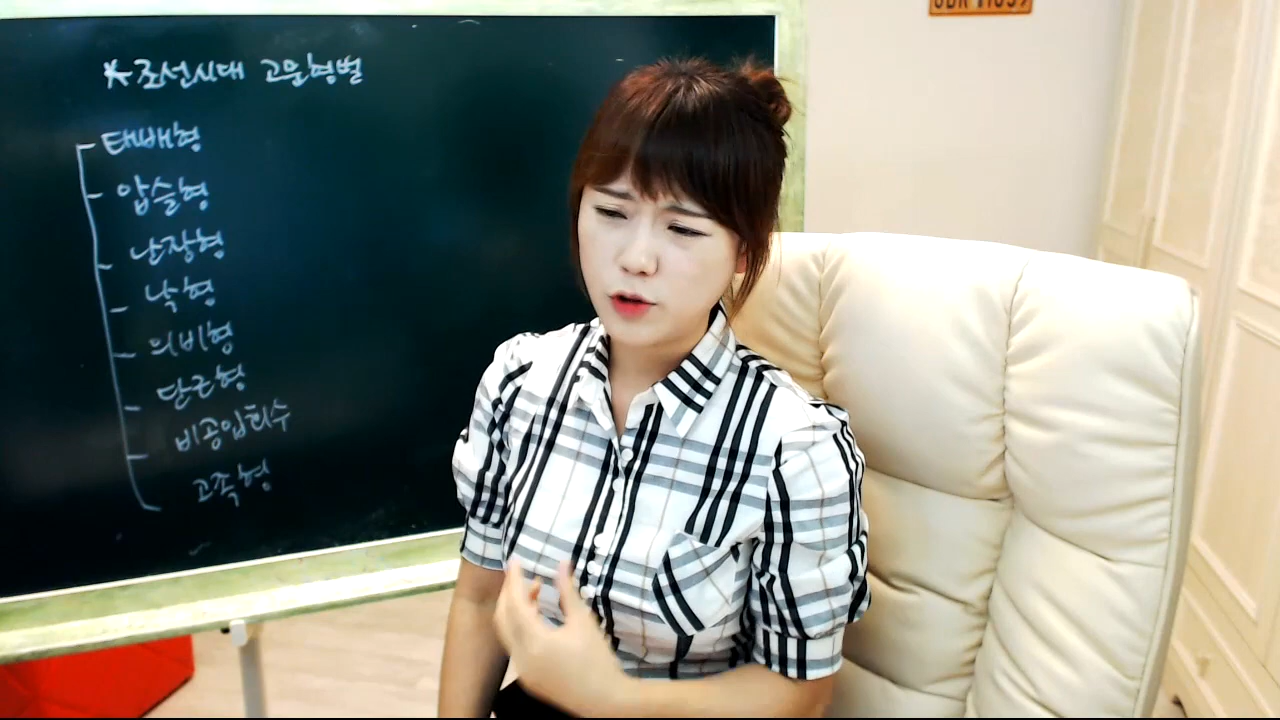 *조선시대 고문형벌
태배형
압슬형
난장형
낙형
의비형
단근형
비공입회수
고족형